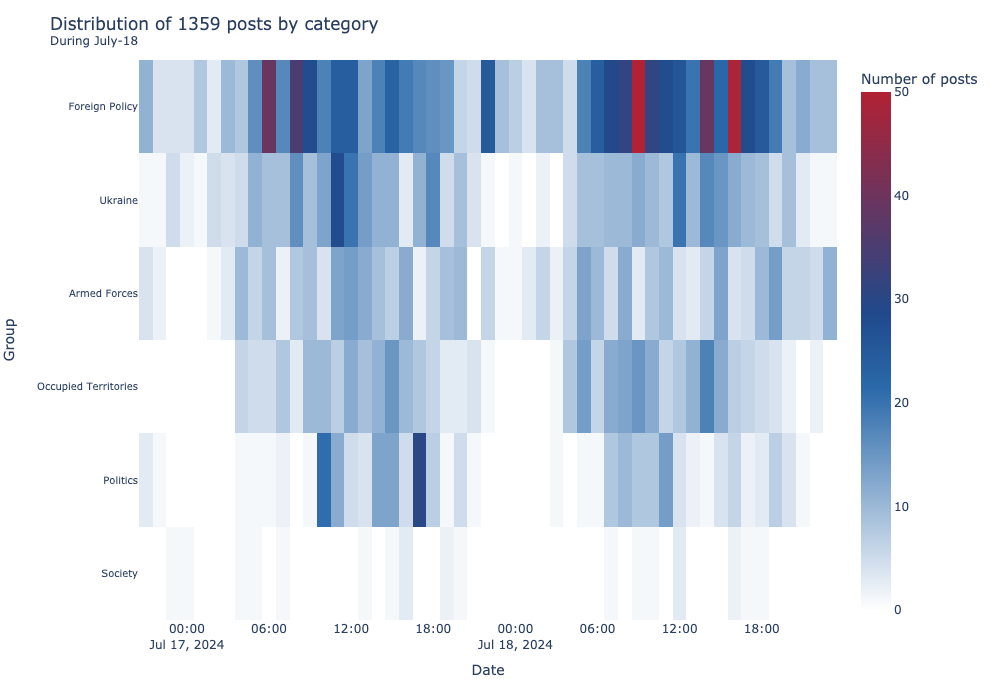 Distribution of 1359 posts by category
During July-18
Number of posts
50
40
30
20
10
0
Group
Foreign Policy
Ukraine
Armed Forces
Occupied Territories
Politics
Society
00:00 06:00 12:00 18:00 00:00 06:00 12:00 18:00
Jul 17, 2024 Jul 18, 2024
Date